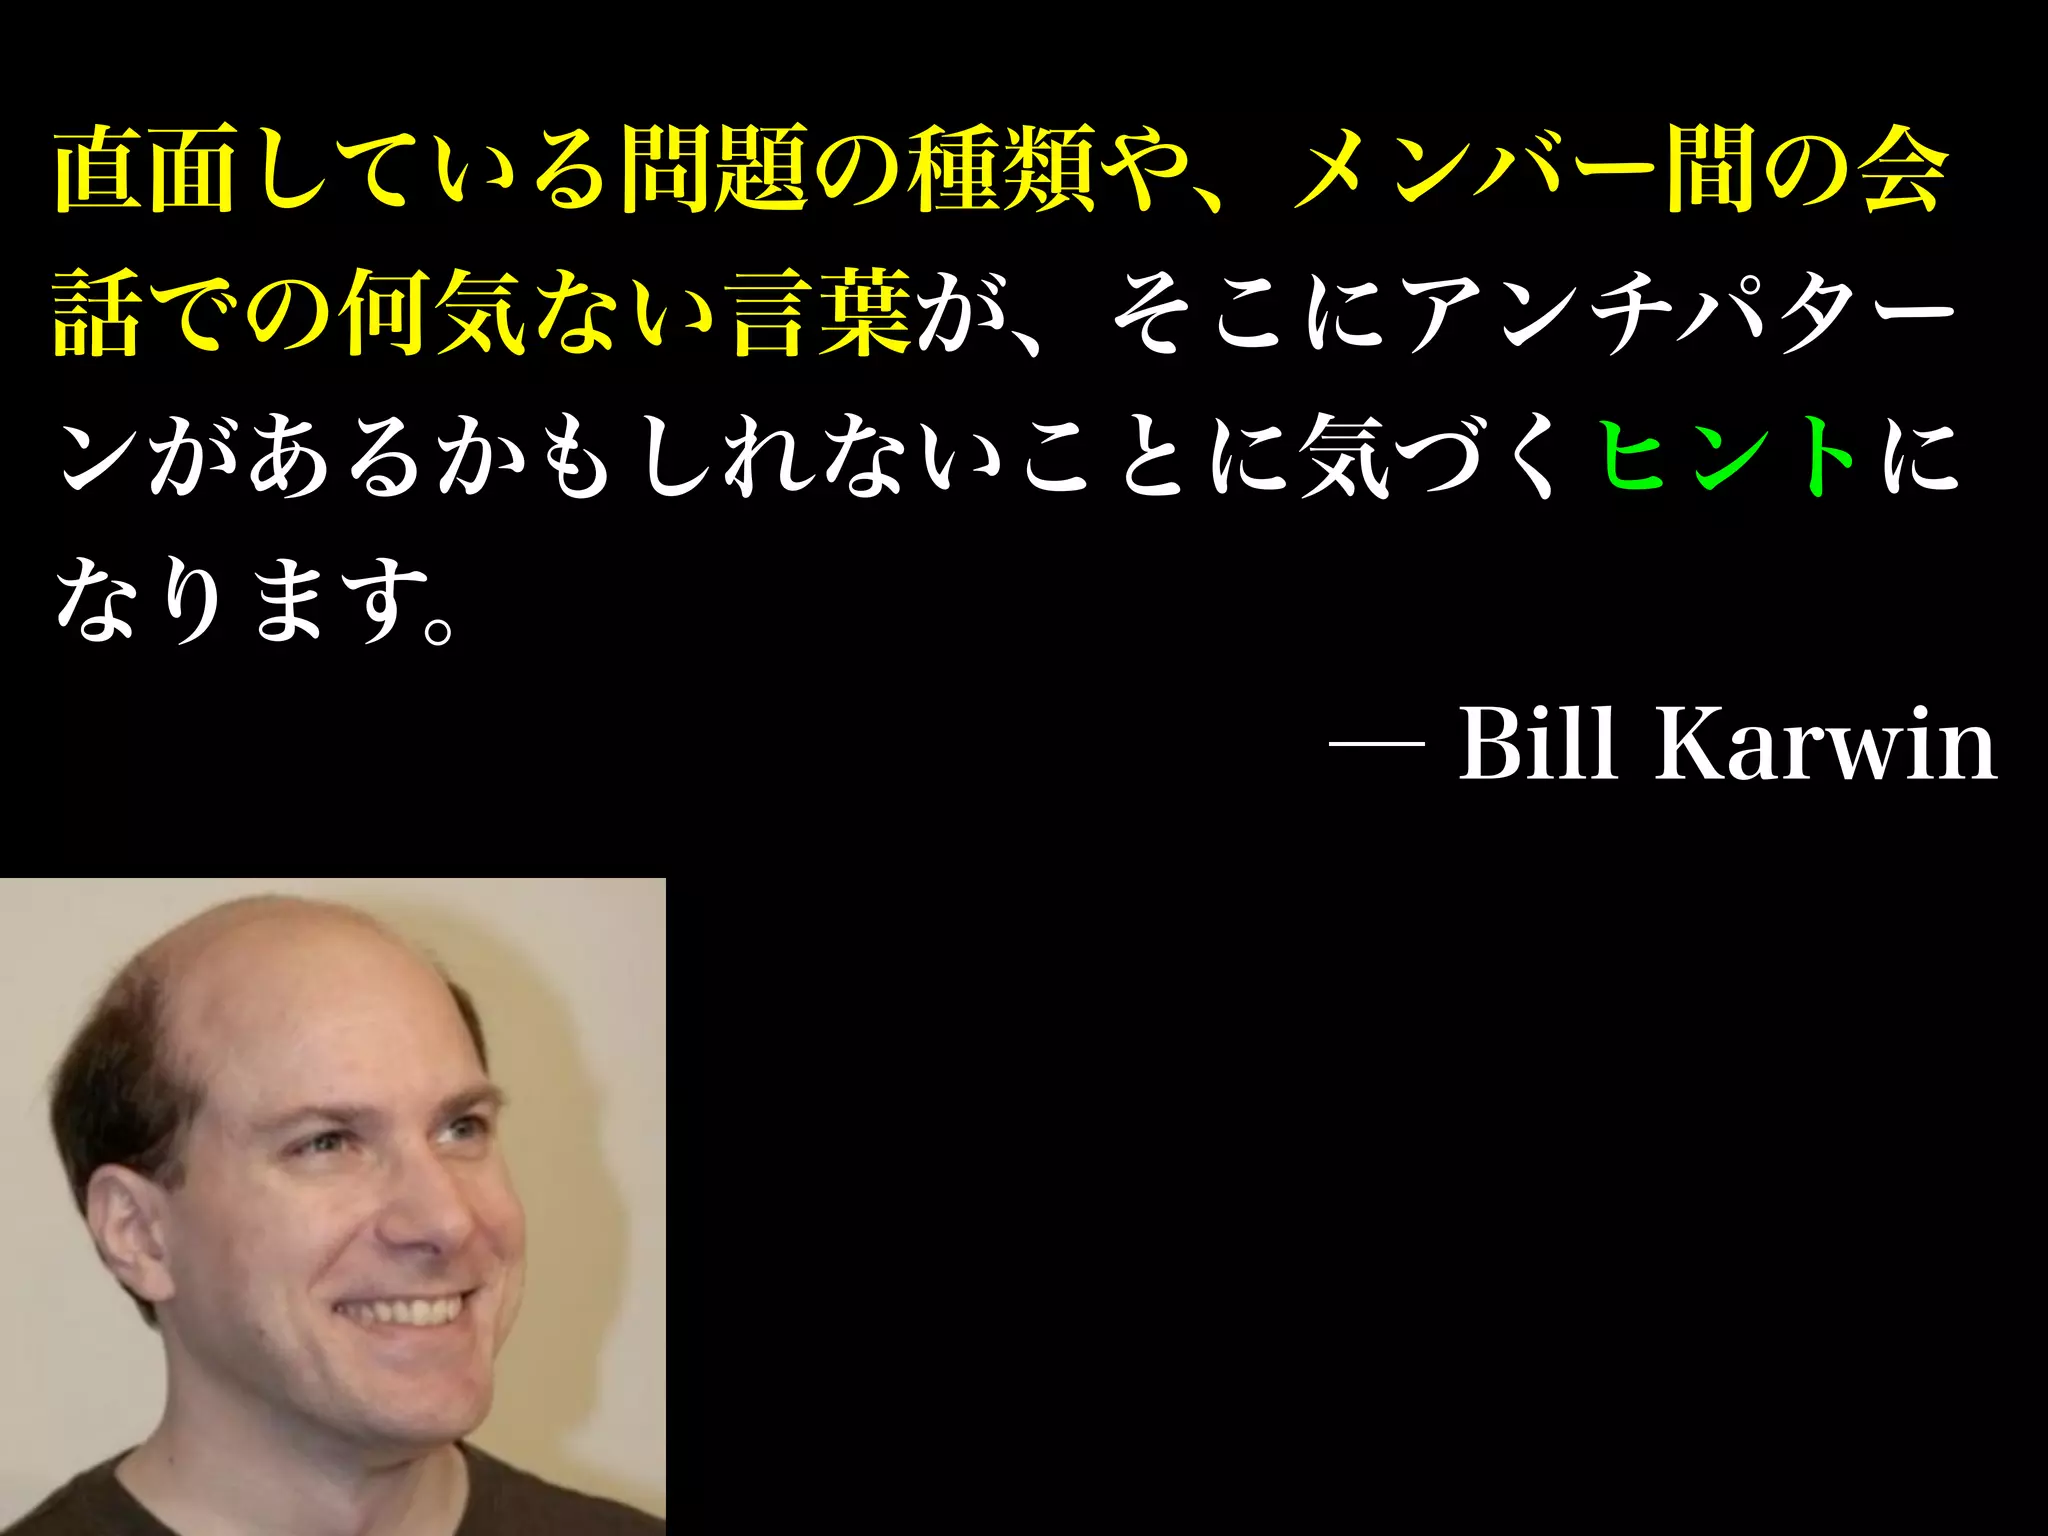 直面している問題の種類や、メンバー間の会
話での何気ない言葉が、そこにアンチパター
ンがあるかもしれないことに気づくヒントに
なります。
— Bill Karwin